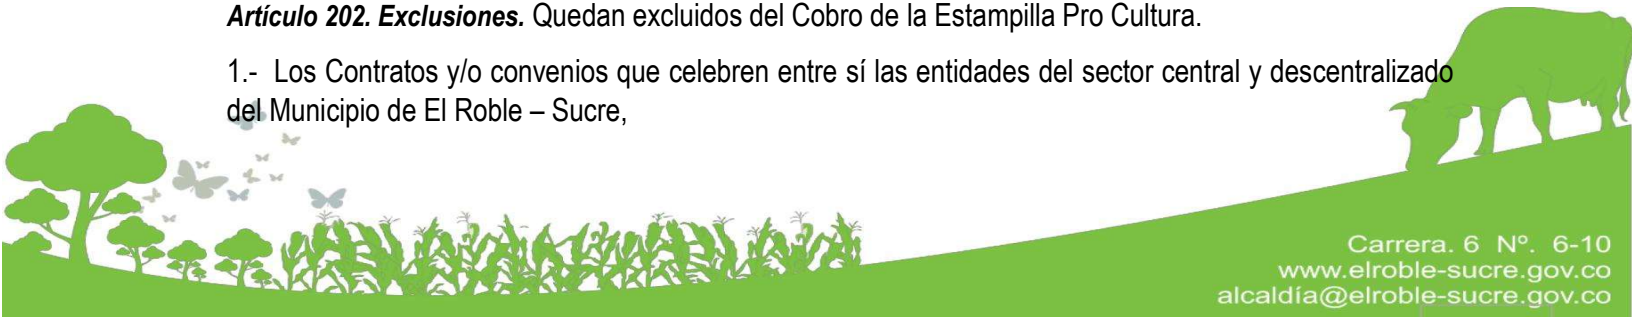 Artículo 202. Exclusiones. Quedan excluidos del Cobro de la Estampilla Pro Cultura.
1.- Los Contratos y/o convenios que celebren entre sí las entidades del sector central y descentralizado
del Municipio de El Roble – Sucre,
Carrera. 6 Nº. 6-10
www.elroble-sucre.gov.co
alcaldía@elroble-sucre.gov.co